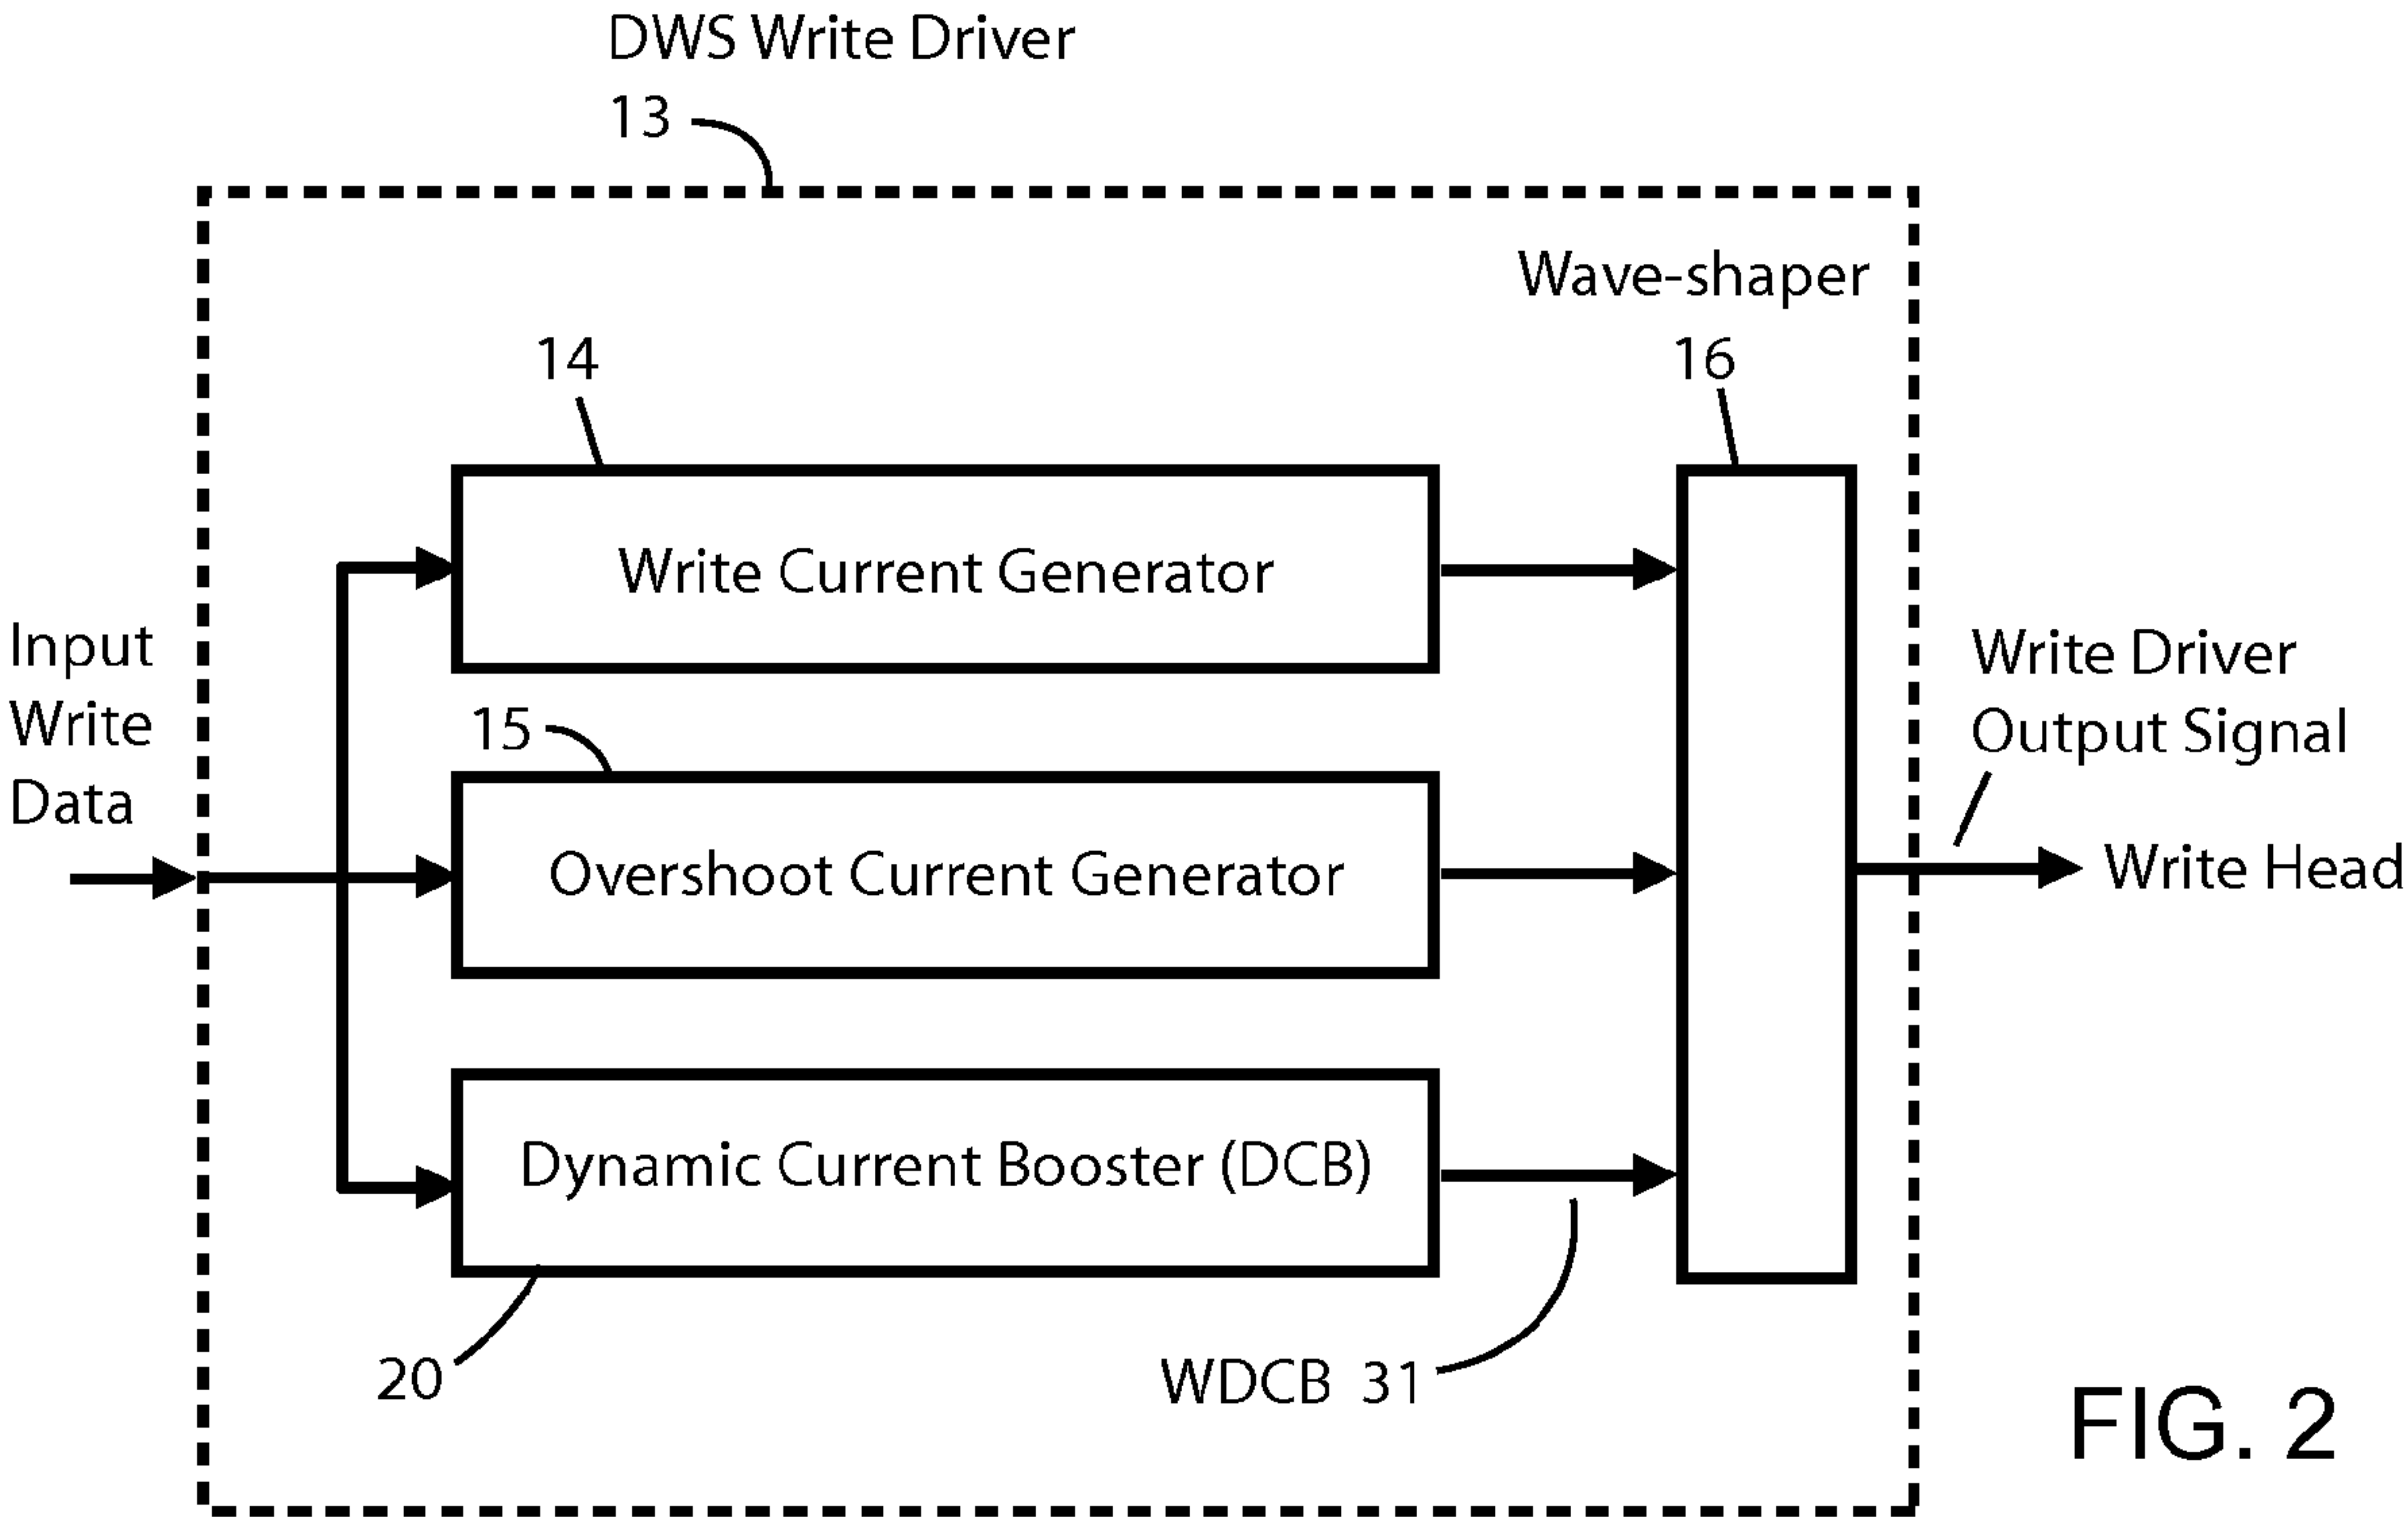 DWS Write Driver
13
Wave-shaper
16
14
Write Current Generator
Input
Write
Data
15
Overshoot Current Generator
Write Driver
Output Signal
Write Head
Dynamic Current Booster (DCB)
20
WDCB 31
FIG. 2